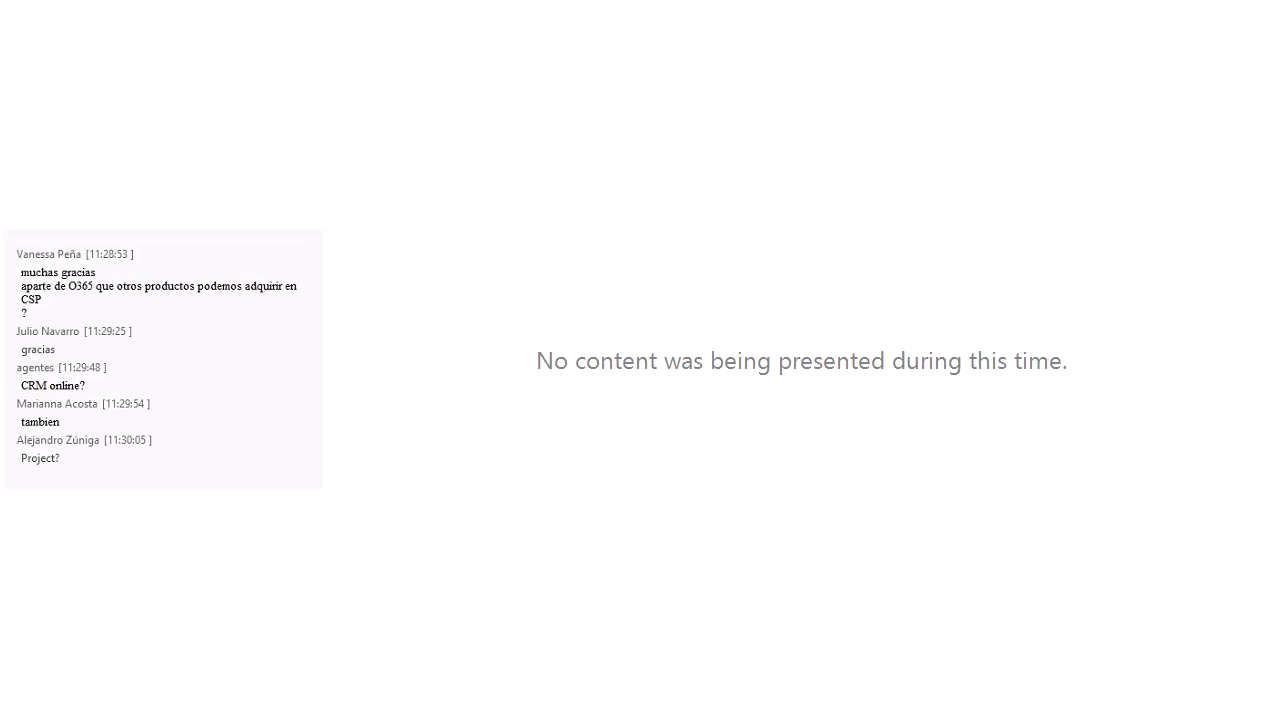 Vanessa Peña [11:28:53 ]
muchas gracias
aparte de O365 que otros productos podemos adquirir en
CSP
?
Julio Navarro [11:29:25 ]
gracias
agentes [11:29:48 ]
CRM online?
Marianna Acosta [11:29:54 ]
tambien
Alejandro Zúniga [11:30:05 ]
Project?
No content was being presented during this time.